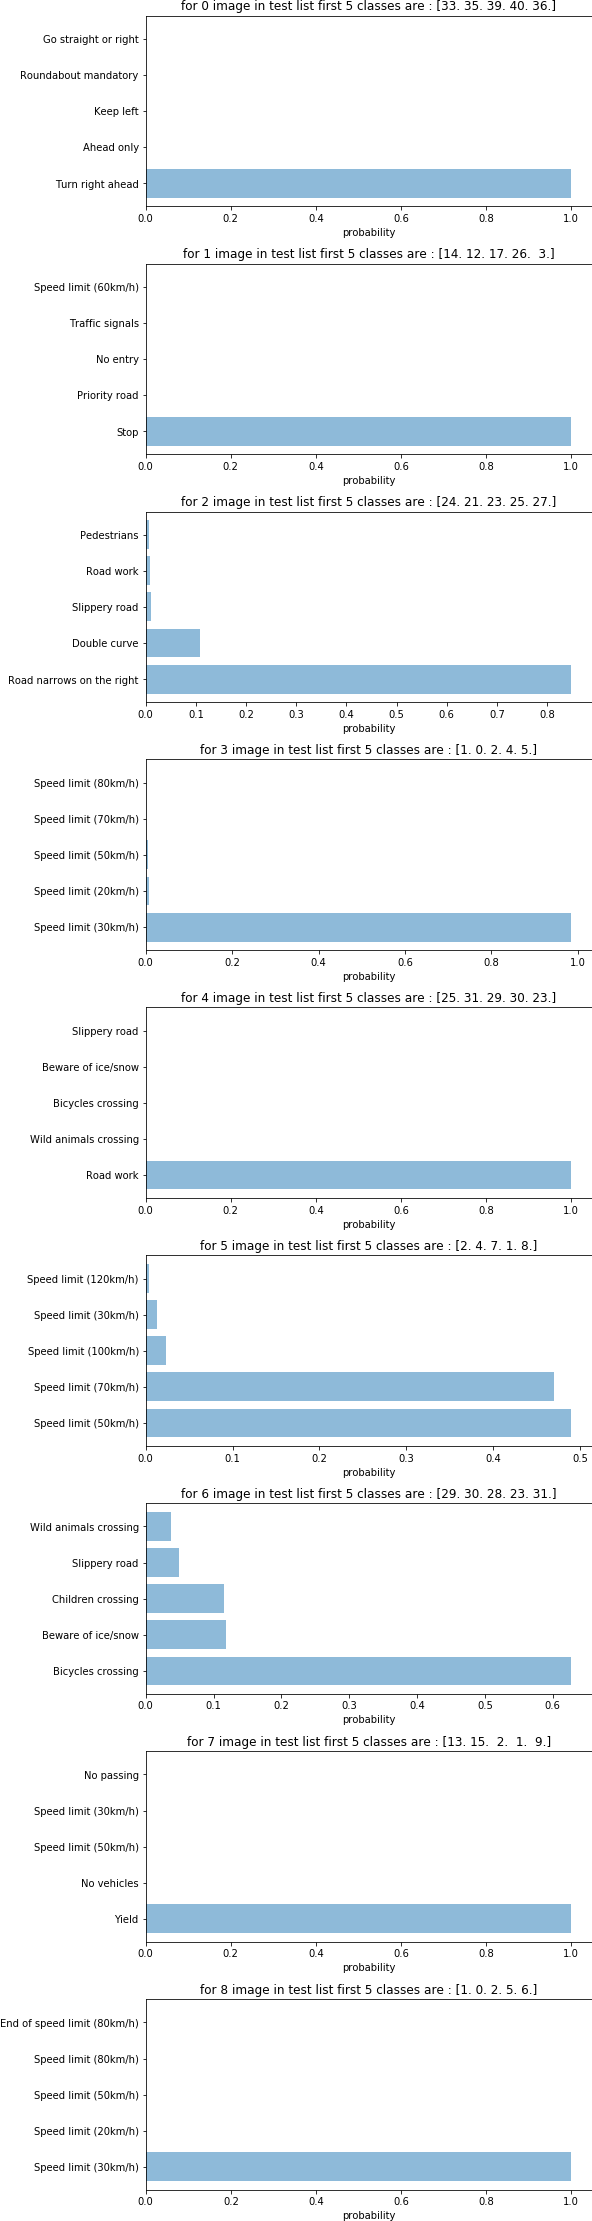 for 0 image in test list first 5 classes are : [33. 35. 39. 40. 36.]
Go straight or right
Roundabout mandatory
Keep left
Ahead only
Turn right ahead
0.0 0.2 0.4 0.6 0.8 1.0
probability
for 1 image in test list first 5 classes are : [14. 12. 17. 26.  3.]
Speed limit (60km/h)
Traffic signals
No entry
Priority road
Stop
0.0 0.2 0.4 0.6 0.8 1.0
probability
for 2 image in test list first 5 classes are : [24. 21. 23. 25. 27.]
Pedestrians
Road work
Slippery road
Double curve
Road narrows on the right
0.0 0.1 0.2 0.3 0.4 0.5 0.6 0.7 0.8
probability
for 3 image in test list first 5 classes are : [1. 0. 2. 4. 5.]
Speed limit (80km/h)
Speed limit (70km/h)
Speed limit (50km/h)
Speed limit (20km/h)
Speed limit (30km/h)
0.0 0.2 0.4 0.6 0.8 1.0
probability
for 4 image in test list first 5 classes are : [25. 31. 29. 30. 23.]
Slippery road
Beware of ice/snow
Bicycles crossing
Wild animals crossing
Road work
0.0 0.2 0.4 0.6 0.8 1.0
probability
for 5 image in test list first 5 classes are : [2. 4. 7. 1. 8.]
Speed limit (120km/h)
Speed limit (30km/h)
Speed limit (100km/h)
Speed limit (70km/h)
Speed limit (50km/h)
0.0 0.1 0.2 0.3 0.4 0.5
probability
for 6 image in test list first 5 classes are : [29. 30. 28. 23. 31.]
Wild animals crossing
Slippery road
Children crossing
Beware of ice/snow
Bicycles crossing
0.0 0.1 0.2 0.3 0.4 0.5 0.6
probability
for 7 image in test list first 5 classes are : [13. 15.  2.  1.  9.]
No passing
Speed limit (30km/h)
Speed limit (50km/h)
No vehicles
Yield
0.0 0.2 0.4 0.6 0.8 1.0
probability
for 8 image in test list first 5 classes are : [1. 0. 2. 5. 6.]
End of speed limit (80km/h)
Speed limit (80km/h)
Speed limit (50km/h)
Speed limit (20km/h)
Speed limit (30km/h)
0.0 0.2 0.4 0.6 0.8 1.0
probability